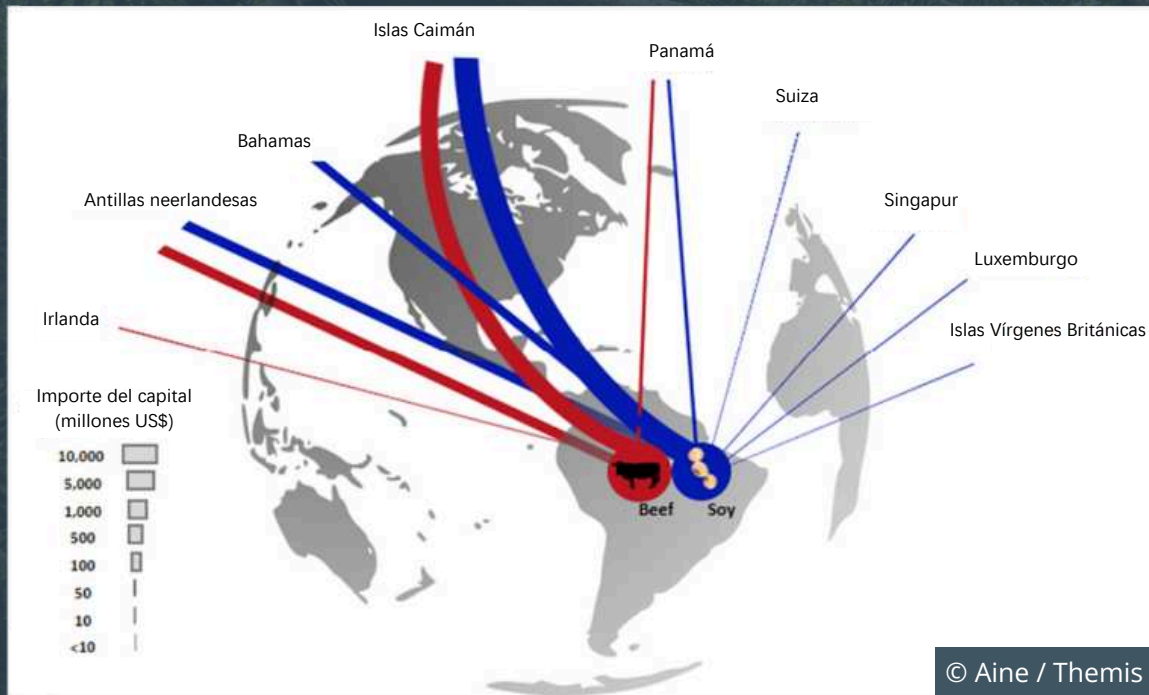 Islas Caimán
Panamá
Suiza
Bahamas
Antillas neerlandesas
Singapur
Luxemburgo
Irlanda
Islas Vírgenes Británicas
Importe del capital
(millones US$)
10,000
5,000
1,000
500
100
50
10
<10
Beef
Soy
© Aine / Themis